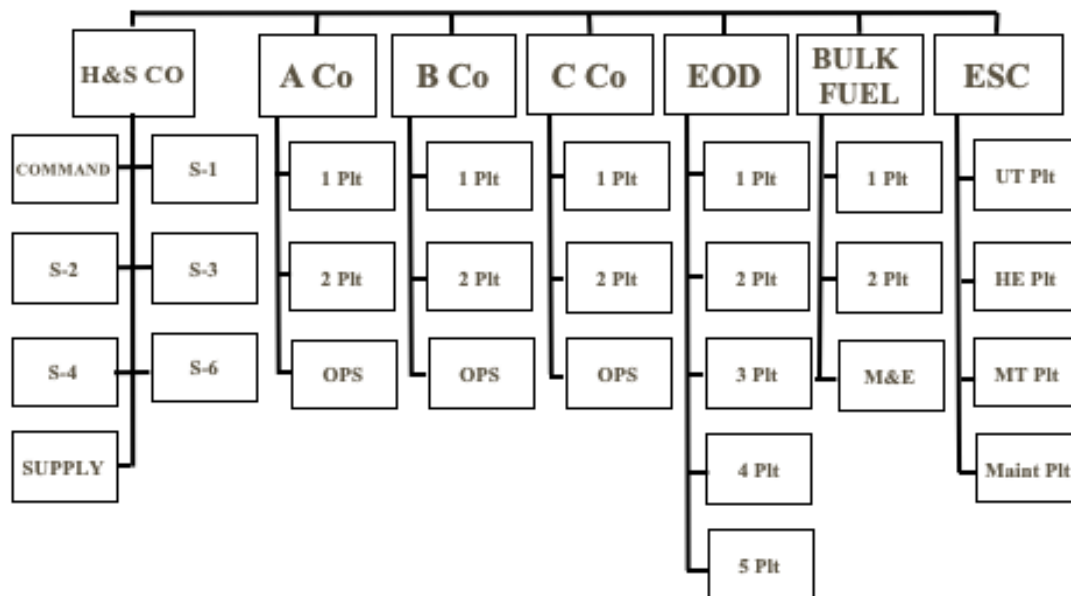 H&S CO
A Co
B Co
C Co
EOD
BULK
FUEL
ESC
COMMAND
S-1
S-2
S-3
S-4
S-6
SUPPLY
1 Plt
2 Plt
OPS
1 Plt
2 Plt
OPS
1 Plt
2 Plt
OPS
1 Plt
2 Plt
3 Plt
4 Plt
5 Plt
1 Plt
2 Plt
M&E
UT Plt
HE Plt
MT Plt
Maint Plt